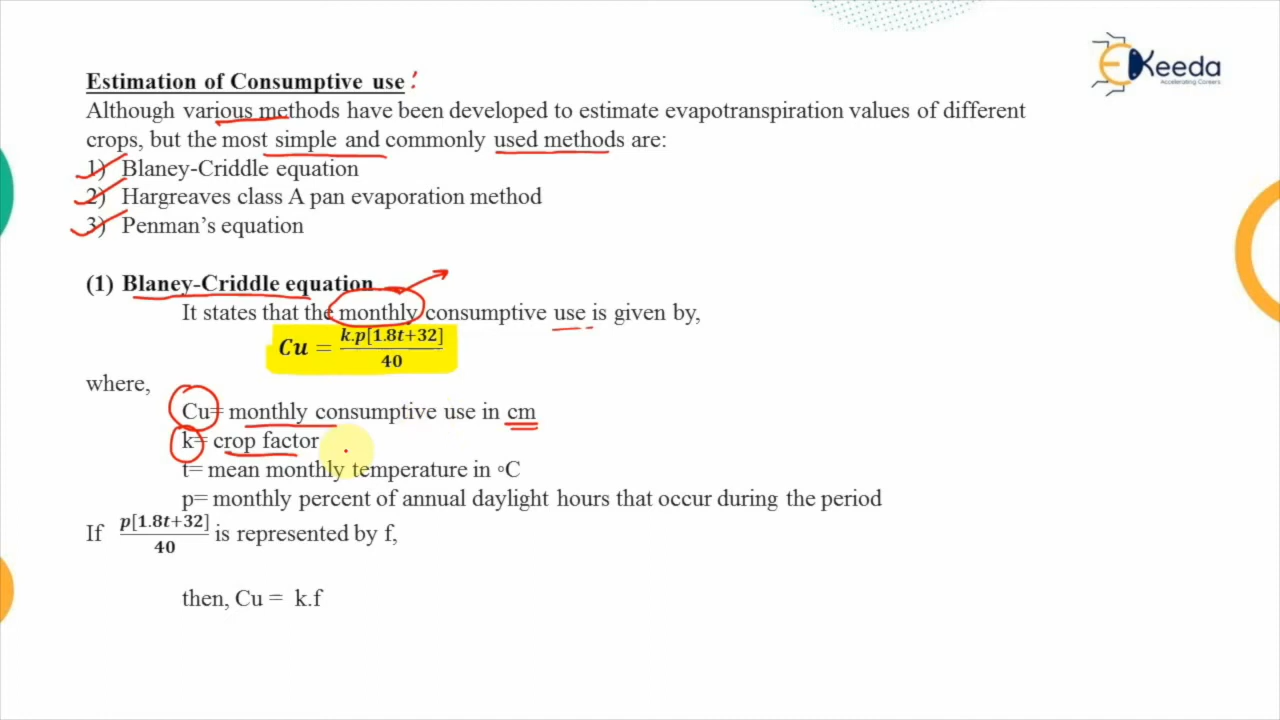 EKeeda
Accelerating Careers
Estimation of Consumptive use :
Although various methods have been developed to estimate evapotranspiration values of different
crops, but the most simple and commonly used methods are:
1) Blaney-Criddle equation
2) Hargreaves class A pan evaporation method
3) Penman’s equation
(1) Blaney-Criddle equation
It states that the monthly consumptive use is given by,
Cu = k.p[1.8t+32] / 40
where,
Cu= monthly consumptive use in cm
k= crop factor
t= mean monthly temperature in ∘C
p= monthly percent of annual daylight hours that occur during the period
If p[1.8t+32] / 40 is represented by f,
then, Cu = k.f